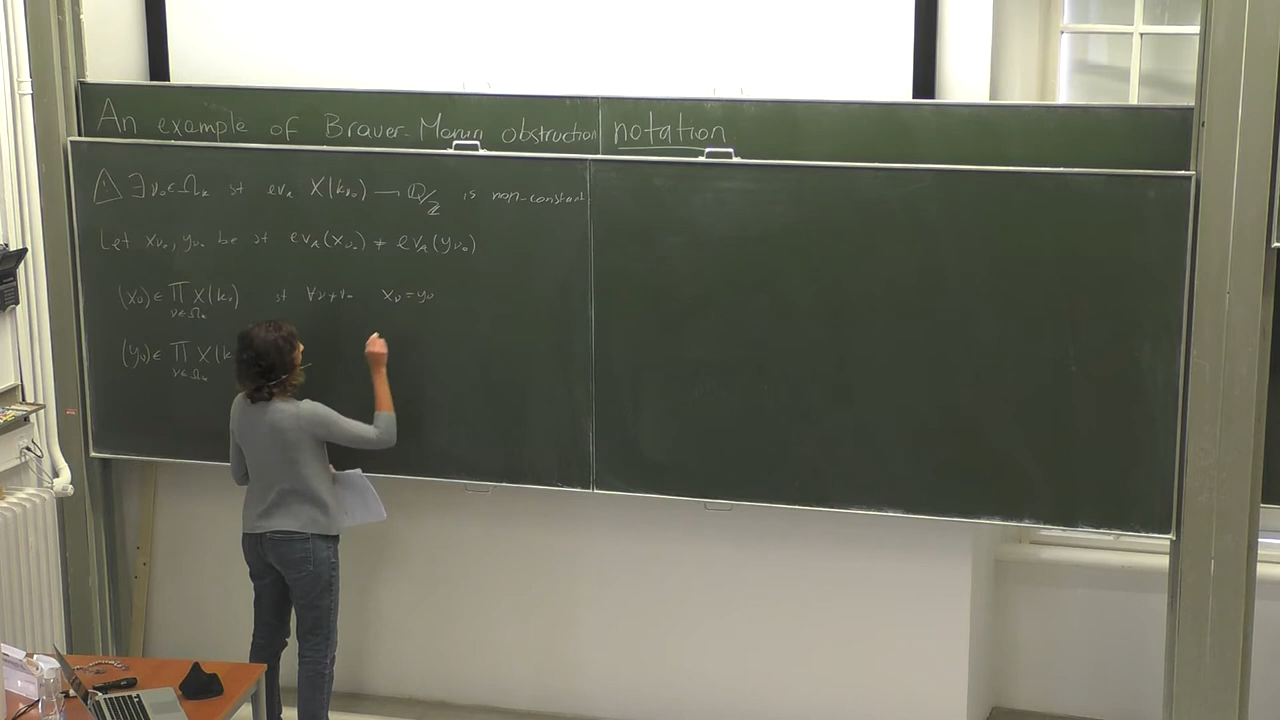 An example of Brauer-Manin obstruction notation
⚠ ∃ν₀∈Ω_k st ev_A X(k_ν₀) → Q/Z is non-constant
Let x_ν₀, y_ν₀ be st ev_A(x_ν₀) ≠ ev_A(y_ν₀)
(x_ν) ∈ ∏_{ν∈Ω_k} X(k_ν) st ∀ν≠ν₀ x_ν = y_ν
(y_ν) ∈ ∏_{ν∈Ω_k} X(k